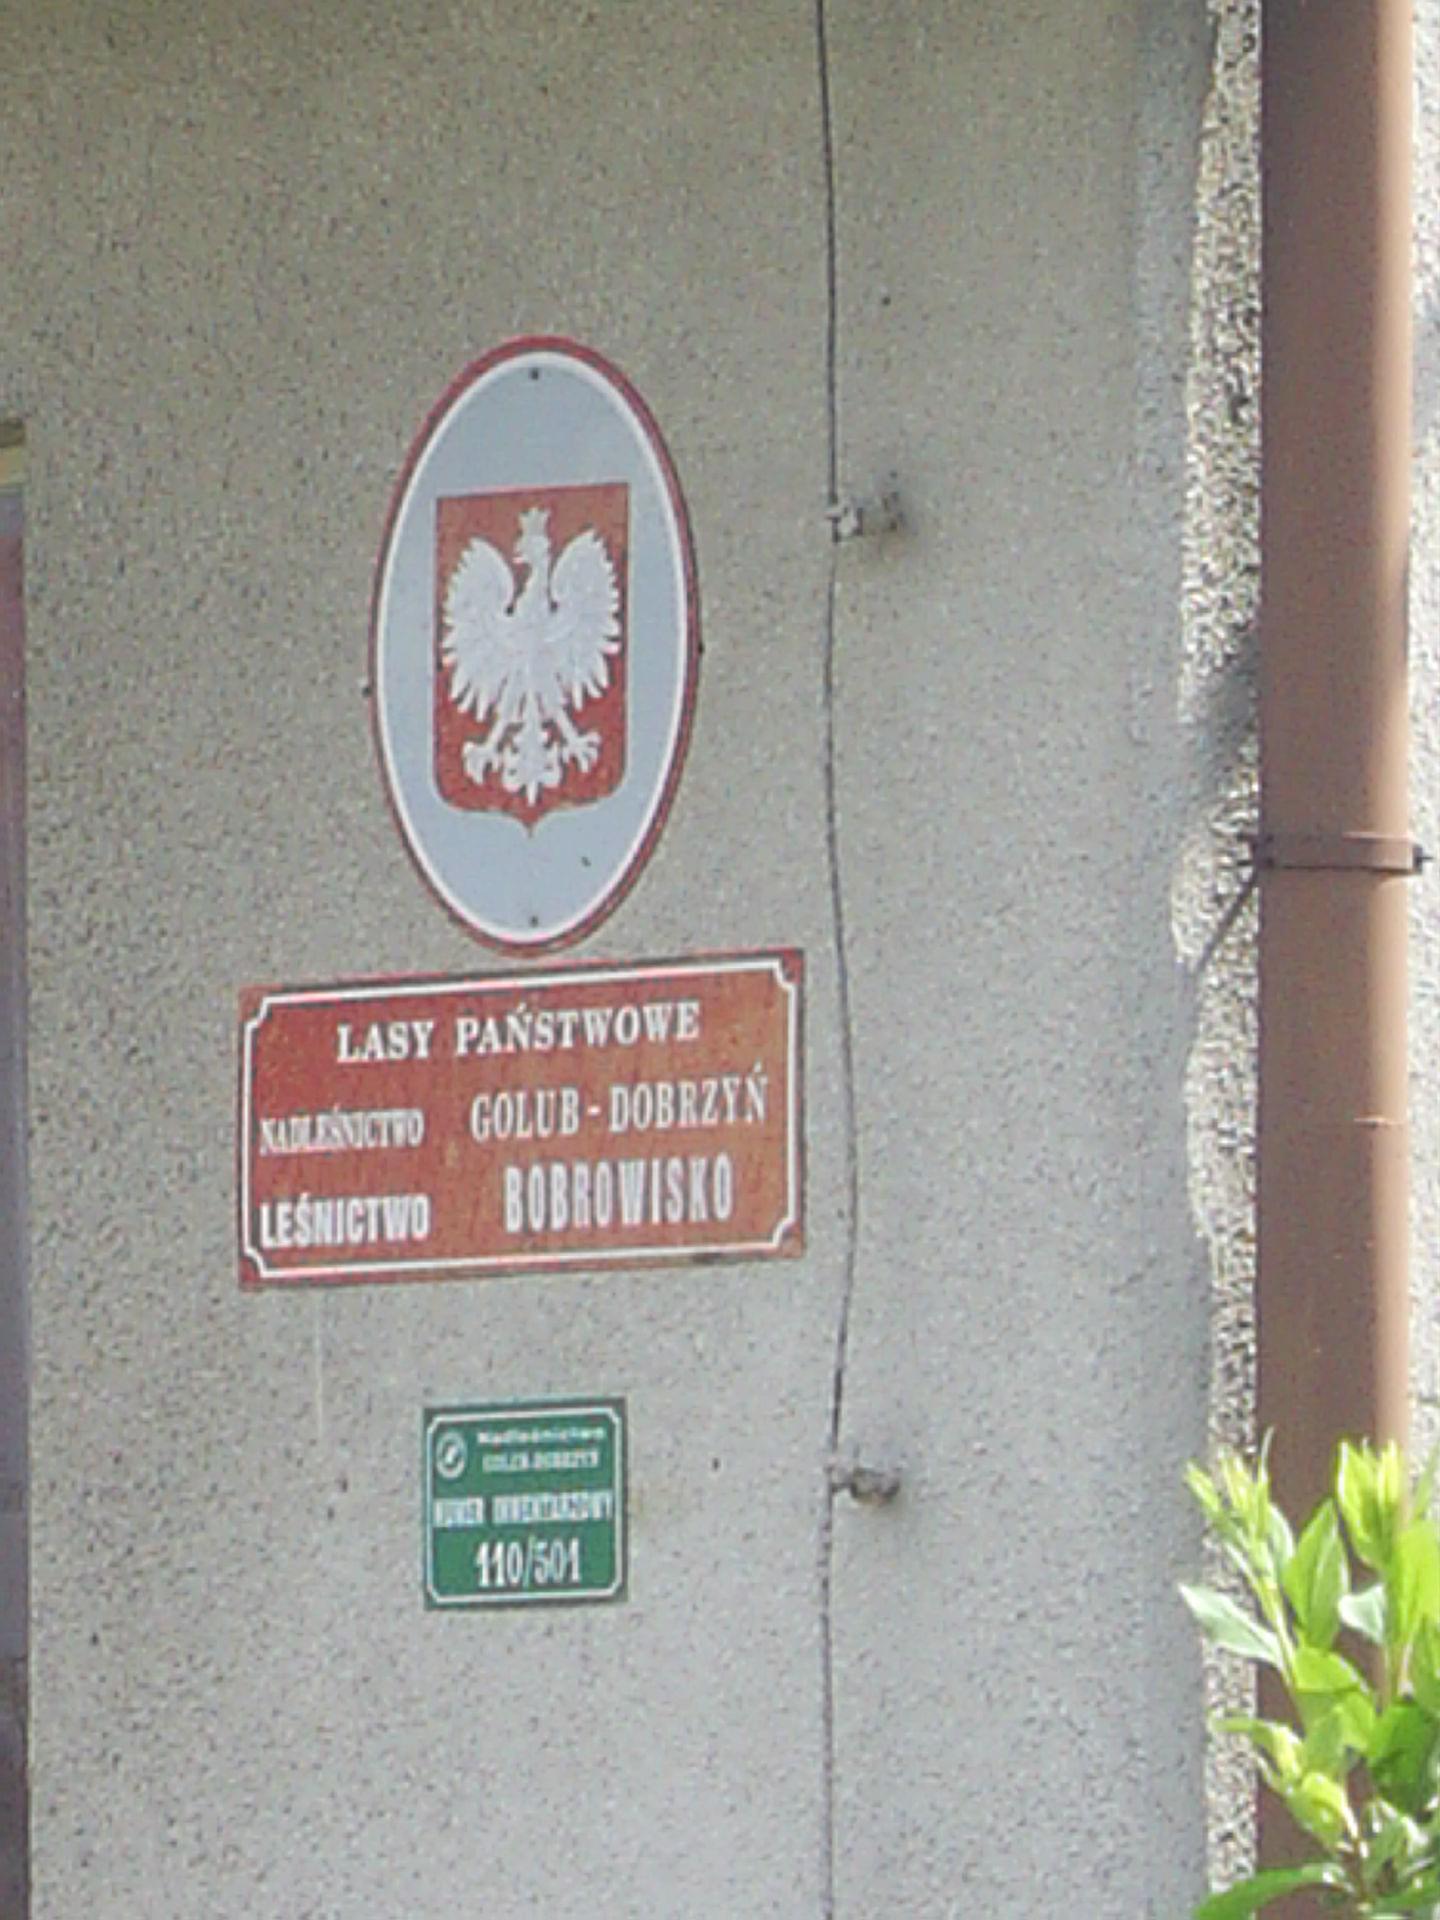 LASY PAŃSTWOWE
NADLEŚNICTWO GOLUB-DOBRZYŃ
LEŚNICTWO BOBROWISKO
Nadleśnictwo
GOLUB-DOBRZYŃ
NUMER INWENTARZOWY
110/501